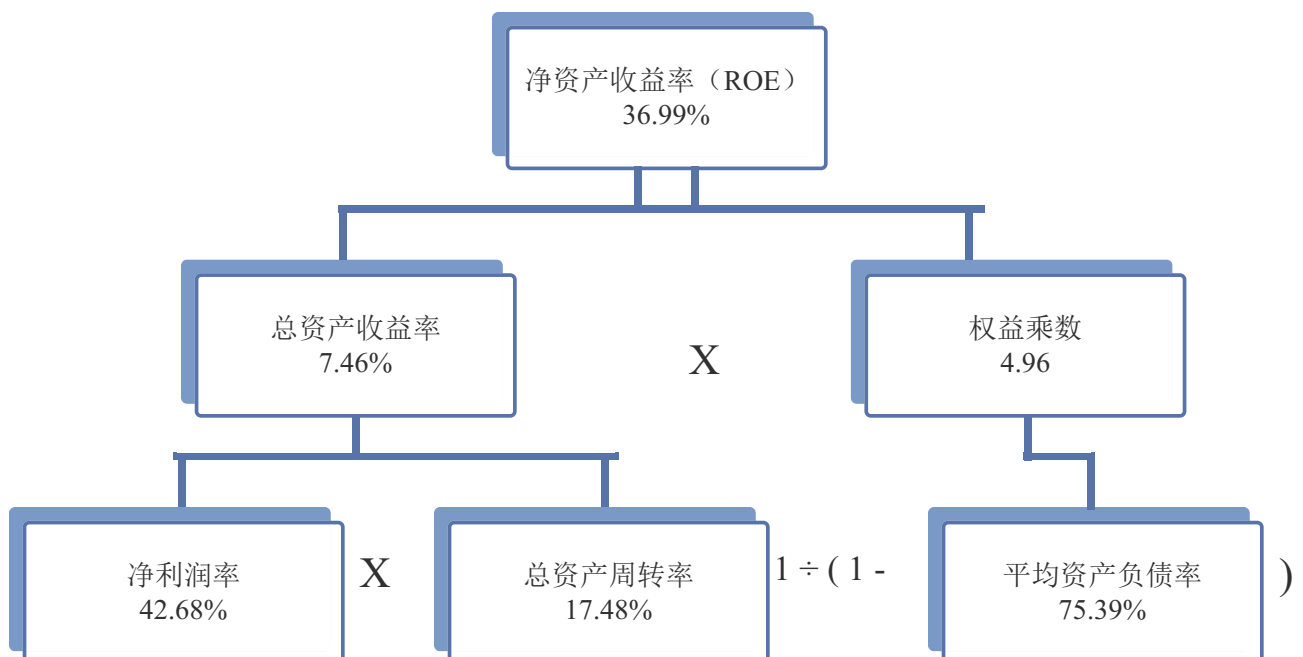 净资产收益率（ROE）
36.99%
总资产收益率
7.46%
X
权益乘数
4.96
净利润率
42.68%
X
总资产周转率
17.48%
1 ÷ ( 1 -
平均资产负债率
75.39%
)